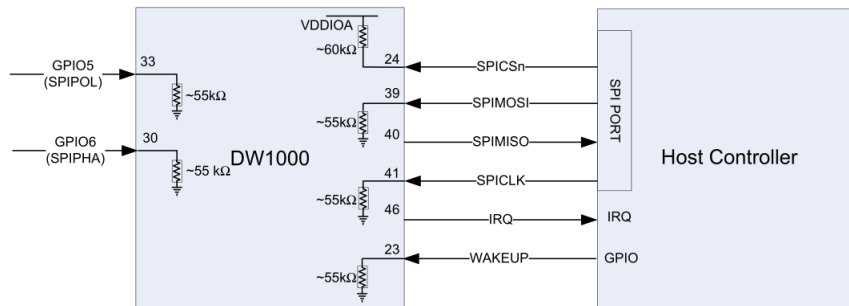 VDDIOA
~60kΩ
GPIO5
(SPIPOL)
33
~55kΩ
24
SPICSn
39
SPIMOSI
~55kΩ
GPIO6
(SPIPHA)
30
~55 kΩ
DW1000
40
SPIMISO
41
SPICLK
~55kΩ
46
IRQ
IRQ
23
WAKEUP
GPIO
~55kΩ
SPI PORT
Host Controller